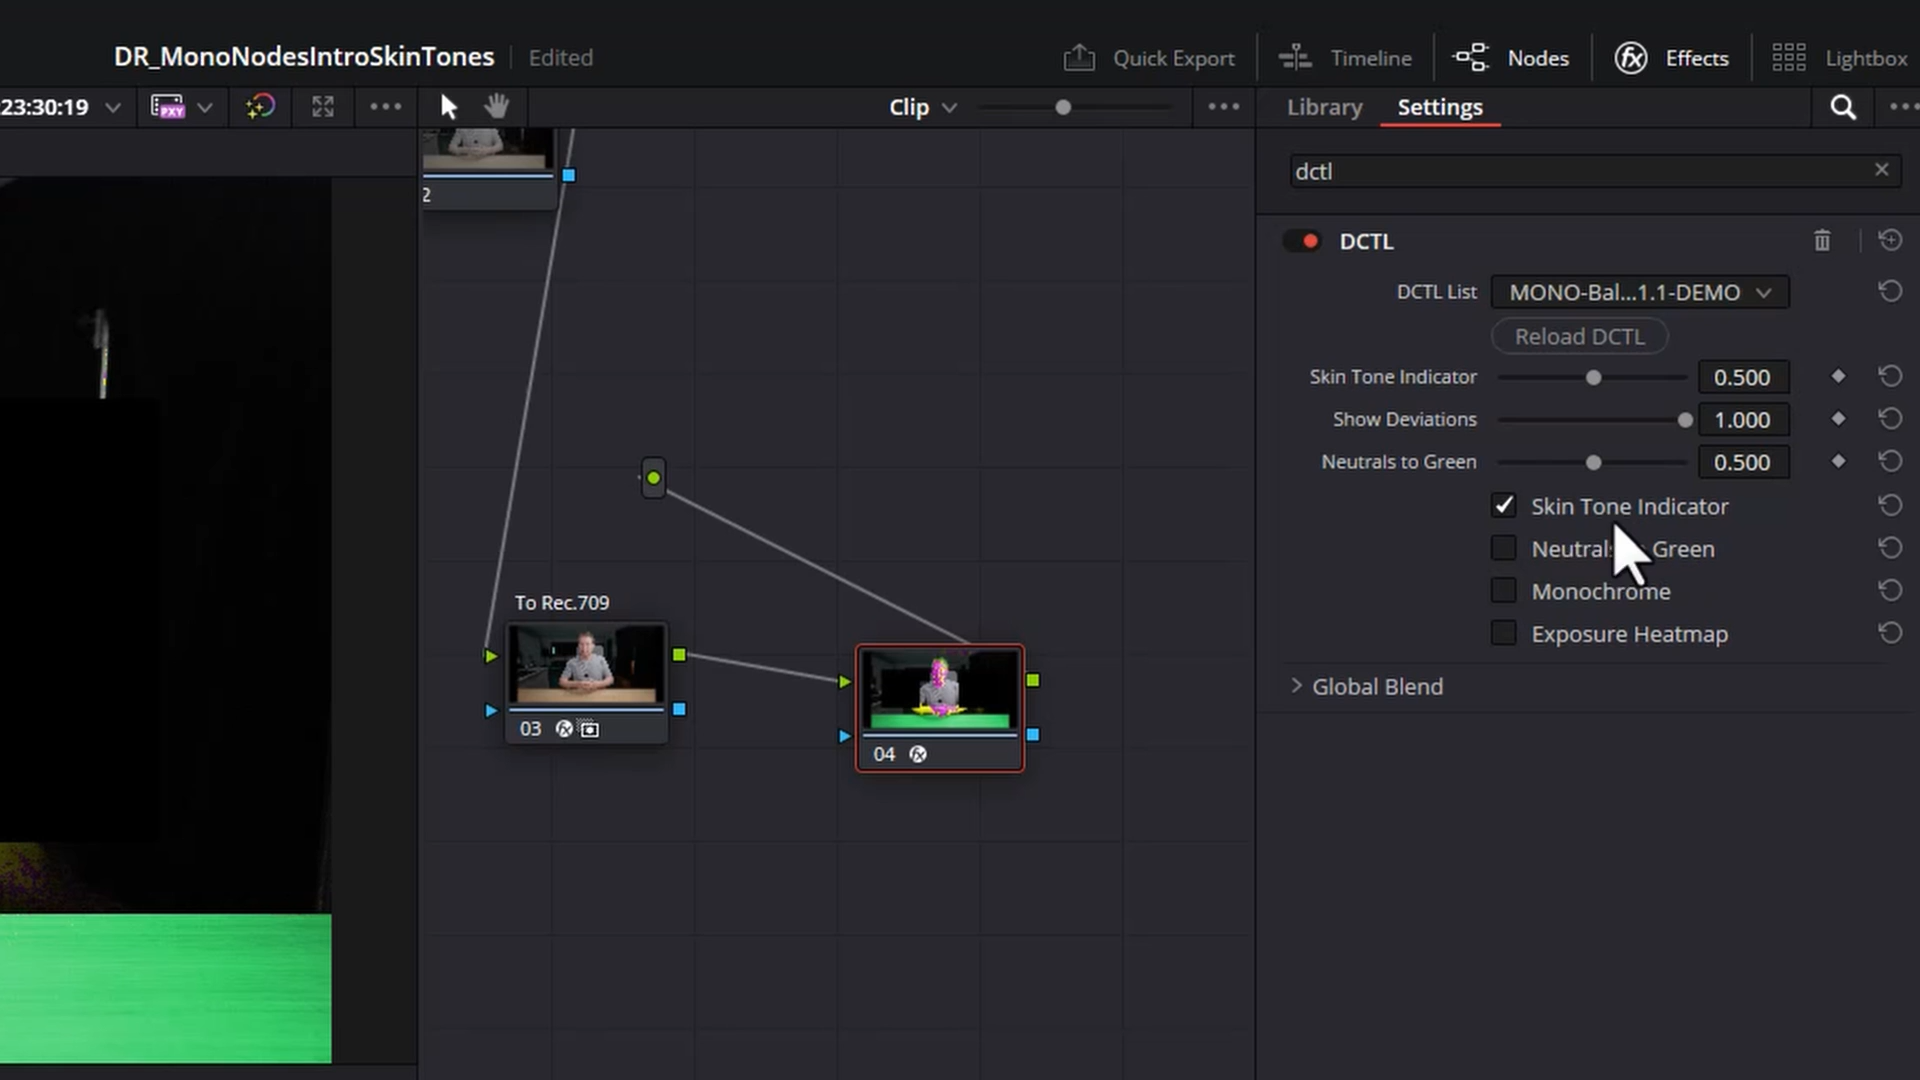 DR_MonoNodesIntroSkinTones
Edited
Quick Export
Timeline
Nodes
Effects
Lightbox
23:30:19
PXY
Clip
Library
Settings
dctl
2
DCTL
DCTL List
MONO-Bal...1.1-DEMO
Reload DCTL
Skin Tone Indicator
0.500
Show Deviations
1.000
Neutrals to Green
0.500
Skin Tone Indicator
Neutral Green
Monochrome
Exposure Heatmap
Global Blend
To Rec.709
03
04